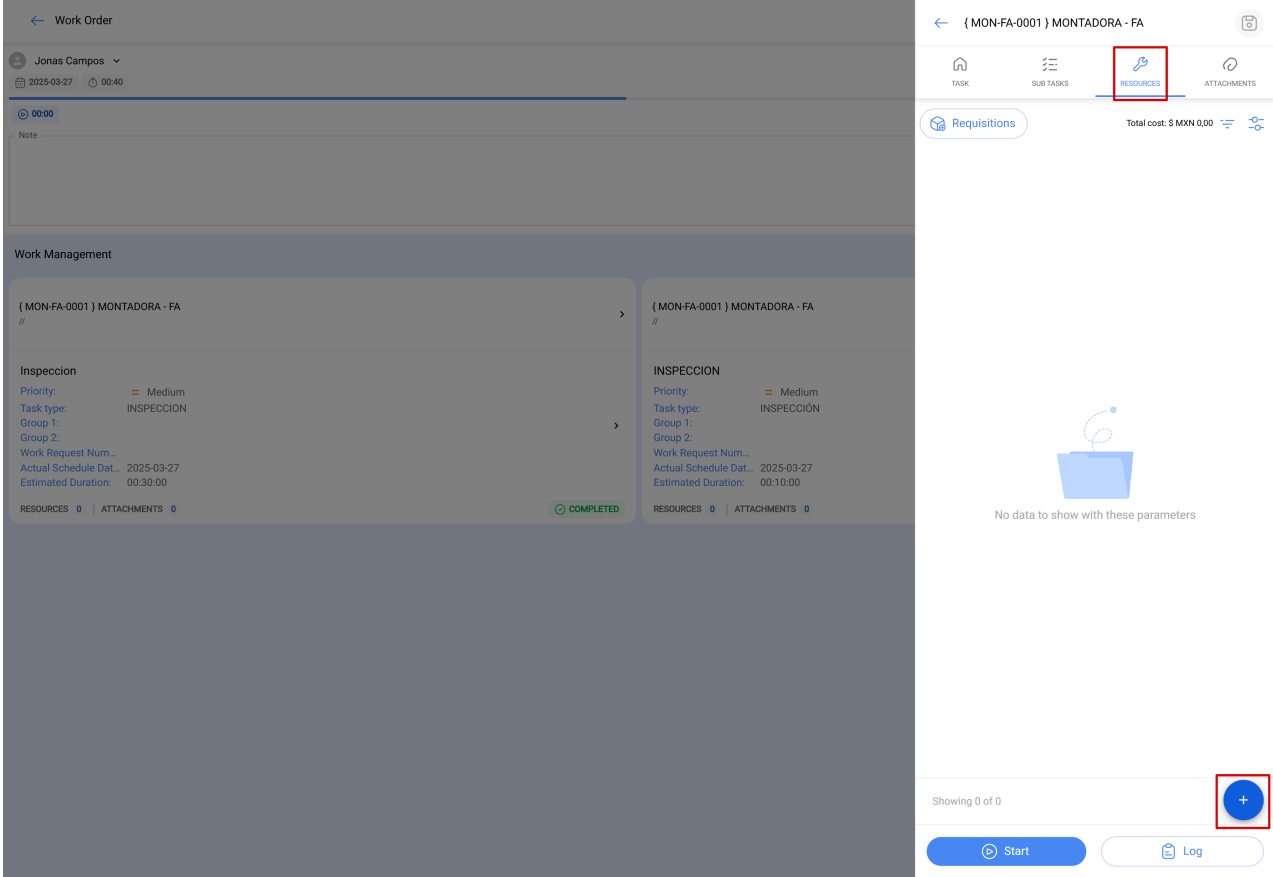 Work Order
Jonas Campos
2025-03-27 00:40
00:00
Note
Work Management
{ MON-FA-0001 } MONTADORA - FA
//
Inspeccion
Priority: Medium
Task type: INSPECCION
Group 1:
Group 2:
Work Request Num...
Actual Schedule Dat... 2025-03-27
Estimated Duration: 00:30:00
RESOURCES 0 ATTACHMENTS 0 COMPLETED
{ MON-FA-0001 } MONTADORA - FA
//
INSPECCION
Priority: Medium
Task type: INSPECCIÓN
Group 1:
Group 2:
Work Request Num...
Actual Schedule Dat... 2025-03-27
Estimated Duration: 00:10:00
RESOURCES 0 ATTACHMENTS 0
{ MON-FA-0001 } MONTADORA - FA
TASK SUB TASKS RESOURCES ATTACHMENTS
Requisitions Total cost: $ MXN 0,00
No data to show with these parameters
Showing 0 of 0 +
Start Log